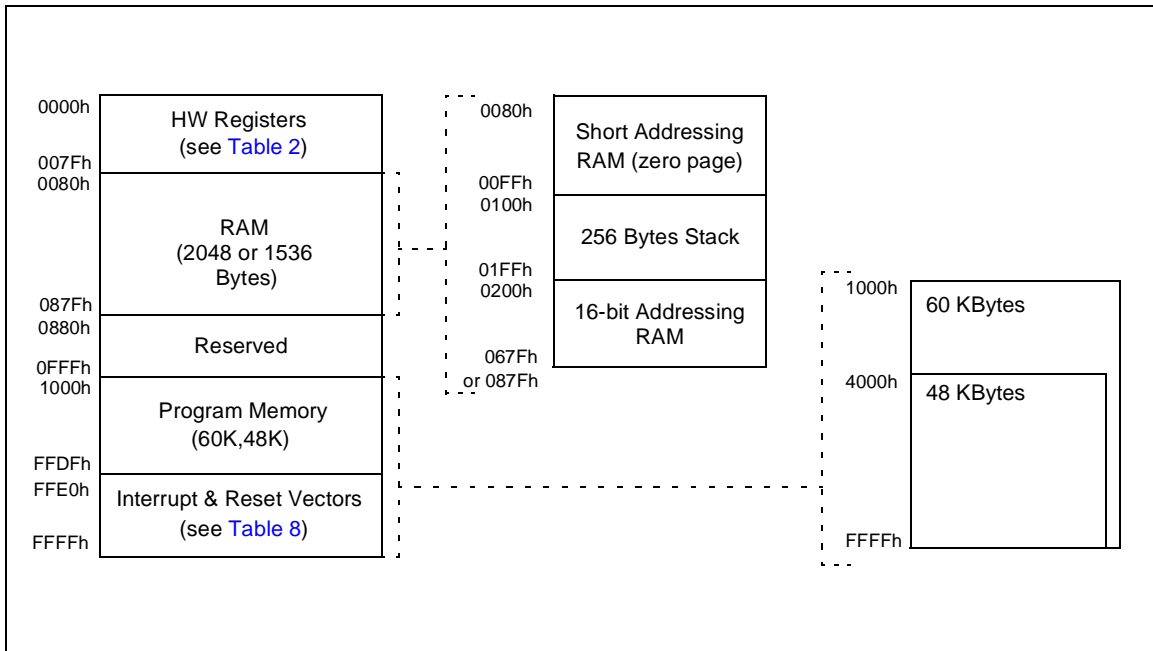 0000h
HW Registers
(see Table 2)
007Fh
0080h
RAM
(2048 or 1536
Bytes)
087Fh
0880h
Reserved
0FFFh
1000h
Program Memory
(60K,48K)
FFDFh
FFE0h
Interrupt & Reset Vectors
(see Table 8)
FFFFh
0080h
Short Addressing
RAM (zero page)
00FFh
0100h
256 Bytes Stack
01FFh
0200h
16-bit Addressing
RAM
067Fh
or 087Fh
1000h
60 KBytes
4000h
48 KBytes
FFFFh